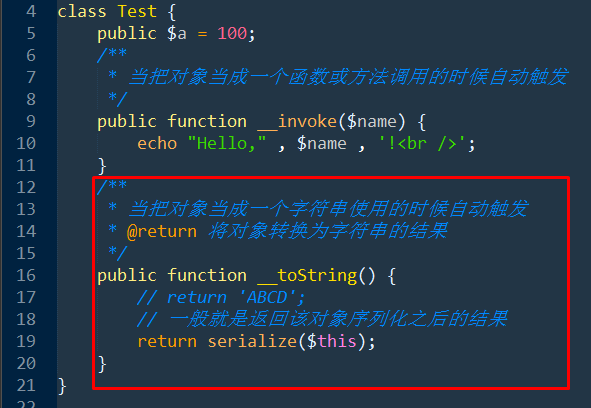 4 class Test {
5     public $a = 100;
6     /**
7      * 当把对象当成一个函数或方法调用的时候自动触发
8      */
9     public function __invoke($name) {
10         echo "Hello," , $name , '!<br />';
11     }
12     /**
13      * 当把对象当成一个字符串使用的时候自动触发
14      * @return 将对象转换为字符串的结果
15      */
16     public function __toString() {
17         // return 'ABCD';
18         // 一般就是返回该对象序列化之后的结果
19         return serialize($this);
20     }
21 }
22